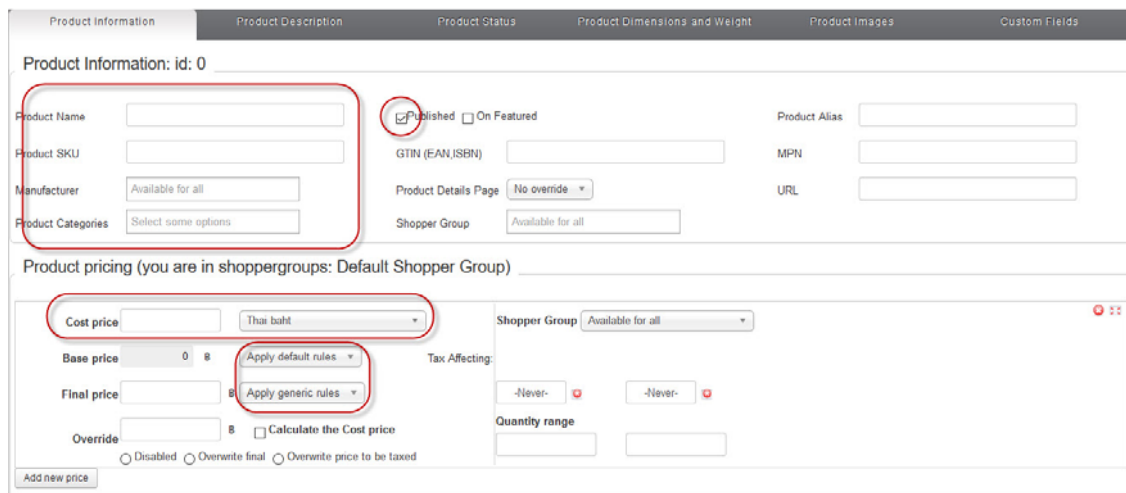 Product Information Product Description Product Status Product Dimensions and Weight Product Images Custom Fields
Product Information: id: 0
Product Name Published On Featured Product Alias
Product SKU GTIN (EAN,ISBN) MPN
Manufacturer Available for all Product Details Page No override URL
Product Categories Select some options Shopper Group Available for all
Product pricing (you are in shoppergroups: Default Shopper Group)
Cost price Thai baht Shopper Group Available for all
Base price 0 ฿ Apply default rules Tax Affecting:
Final price ฿ Apply generic rules -Never- -Never-
Quantity range
Override ฿ Calculate the Cost price
Disabled Overwrite final Overwrite price to be taxed
Add new price